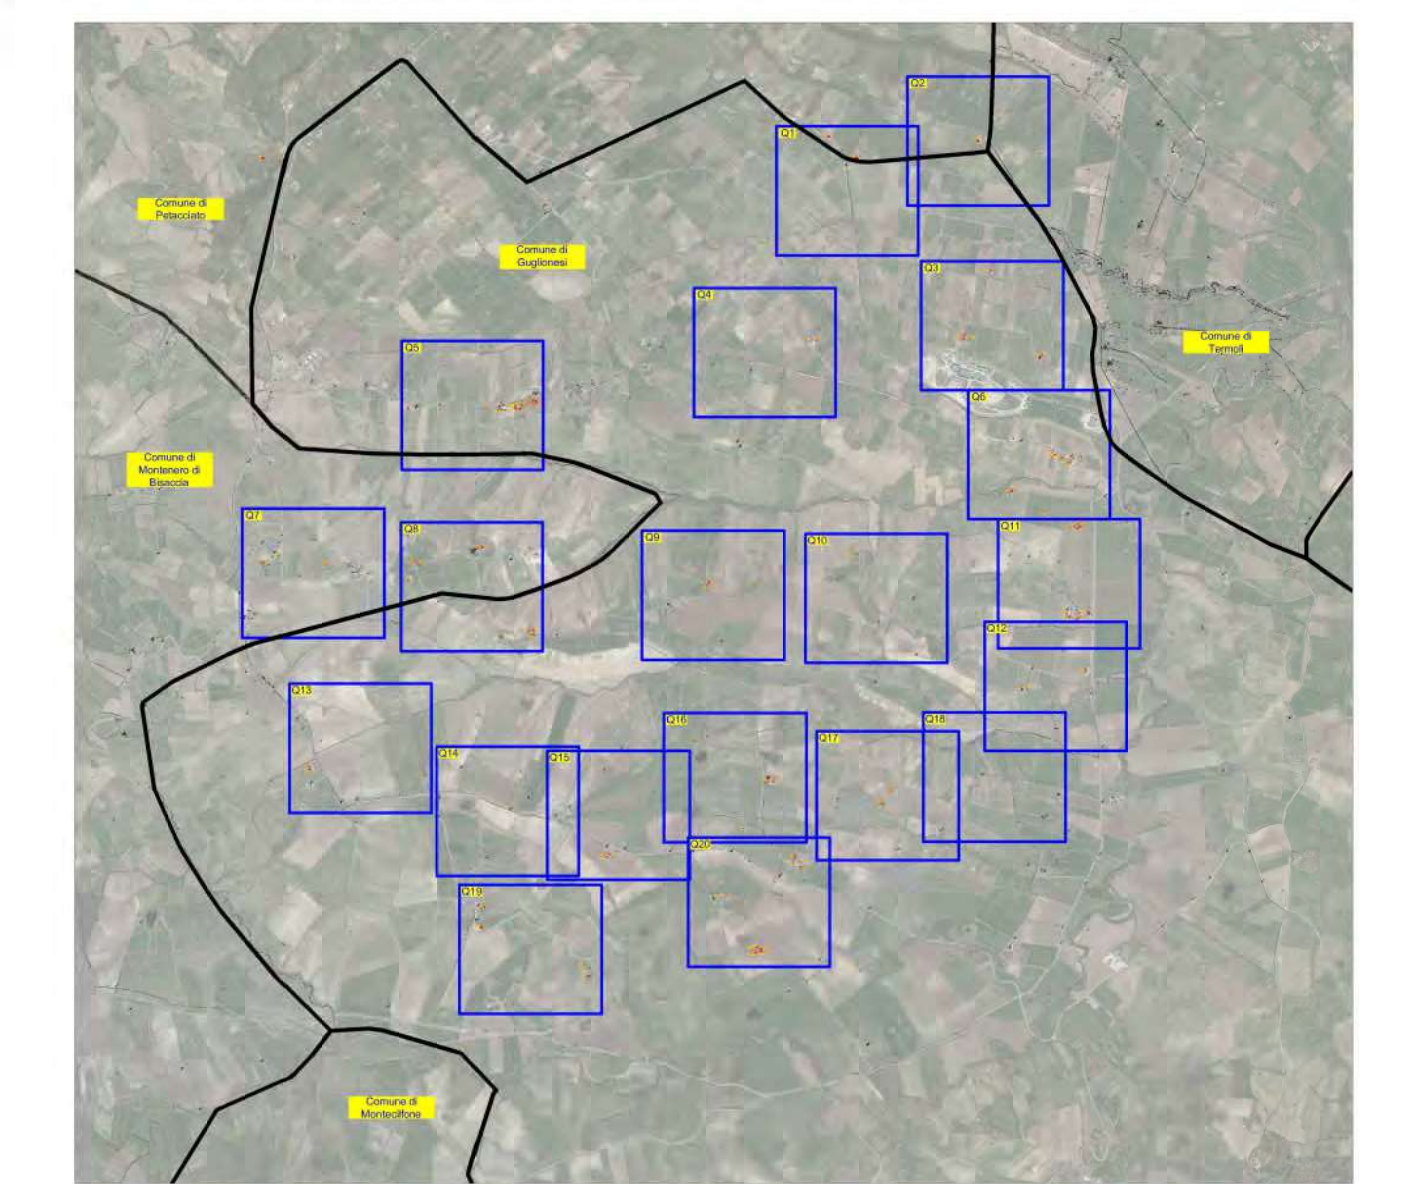 Q2
Q1
Comune di
Petacciato
Comune di
Guglionesi
Q3
Q4
Comune di
Termoli
Q5
Q6
Comune di
Montenero di
Bisaccia
Q7
Q8
Q9
Q10
Q11
Q12
Q13
Q14
Q15
Q16
Q17
Q18
Q20
Q19
Comune di
Montecilfone